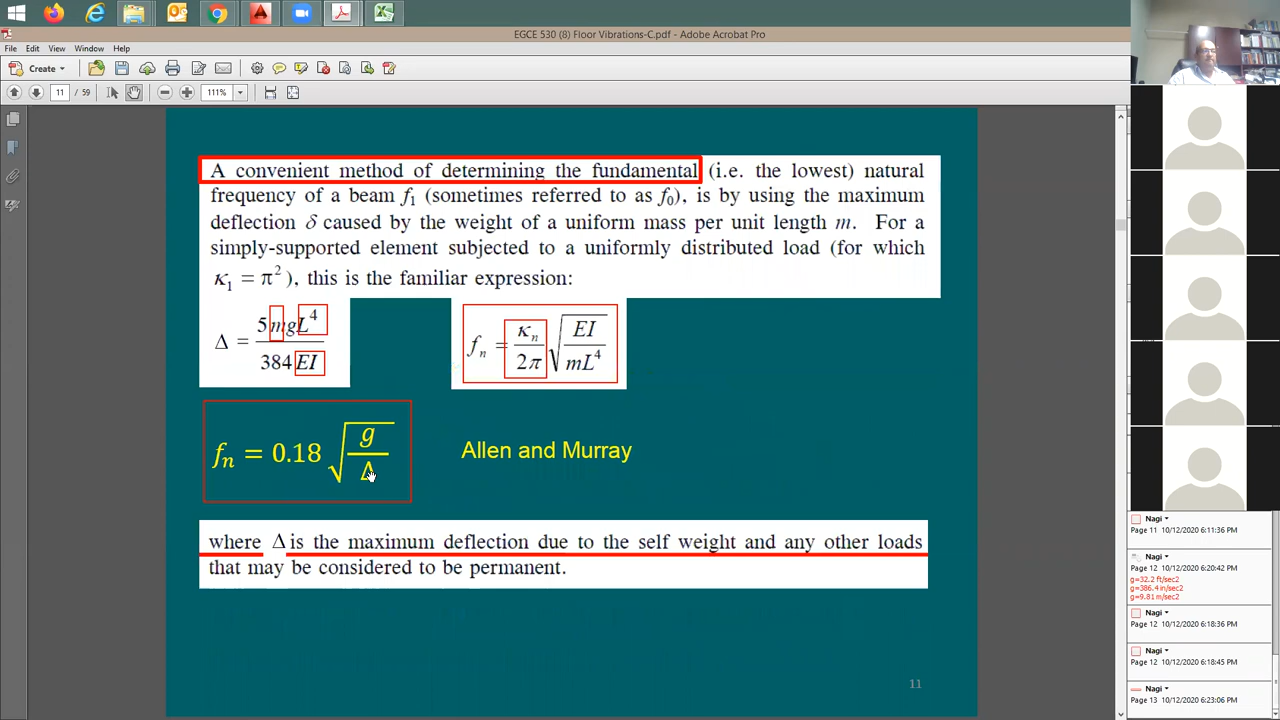 EGCE 530 (8) Floor Vibrations-C.pdf - Adobe Acrobat Pro
File Edit View Window Help
Create
11 / 59 111%
A convenient method of determining the fundamental (i.e. the lowest) natural
frequency of a beam f₁ (sometimes referred to as f₀), is by using the maximum
deflection δ caused by the weight of a uniform mass per unit length m. For a
simply-supported element subjected to a uniformly distributed load (for which
κ₁ = π²), this is the familiar expression:
Δ = 5mgL⁴ / 384 EI
fₙ = κₙ / 2π √(EI / mL⁴)
fₙ = 0.18 √(g / Δ)
Allen and Murray
where Δ is the maximum deflection due to the self weight and any other loads
that may be considered to be permanent.
11
Nagi
Page 11 10/12/2020 6:11:36 PM
Nagi
Page 12 10/12/2020 6:20:42 PM
g=32.2 ft/sec2
g=386.4 in/sec2
g=9.81 m/sec2
Nagi
Page 12 10/12/2020 6:18:36 PM
Nagi
Page 12 10/12/2020 6:18:45 PM
Nagi
Page 13 10/12/2020 6:23:06 PM